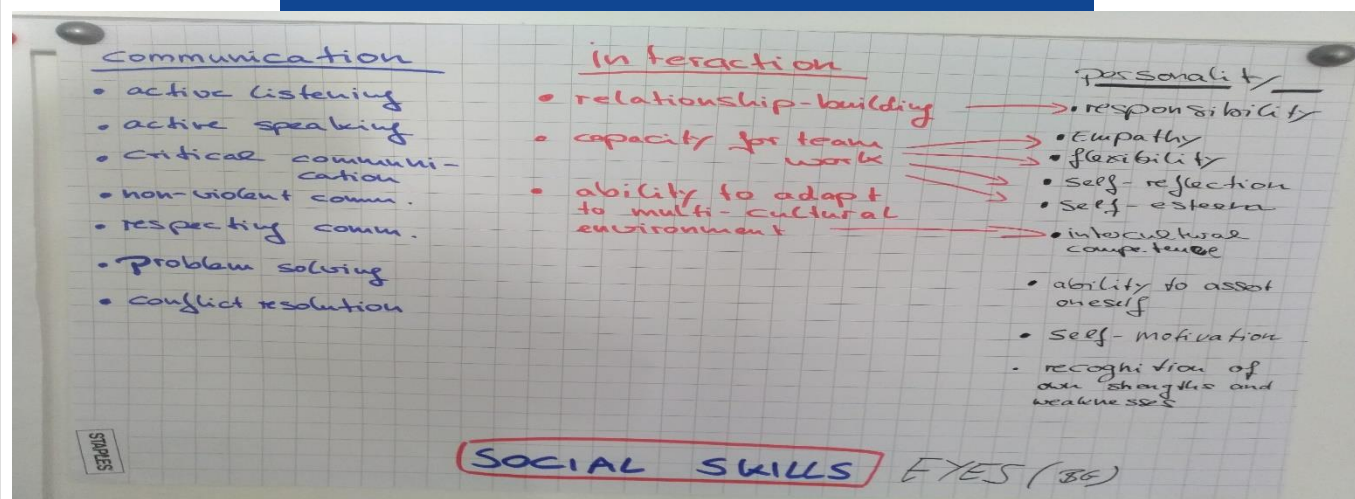 communication
• active listening
• active speaking
• critical communi-
cation
• non-violent comm.
• respecting comm.
• problem solving
• conflict resolution
interaction
• relationship-building
• capacity for team
work
• ability to adapt
to multi-cultural
environment
personality
• responsibility
• Empathy
• flexibility
• self-reflection
• self-esteem
• intercultural
competence
• ability to assot
oneself
• self-motivation
• recognition of
own strengths and
weaknesses
STAPLES
SOCIAL SKILLS EYES (BG)